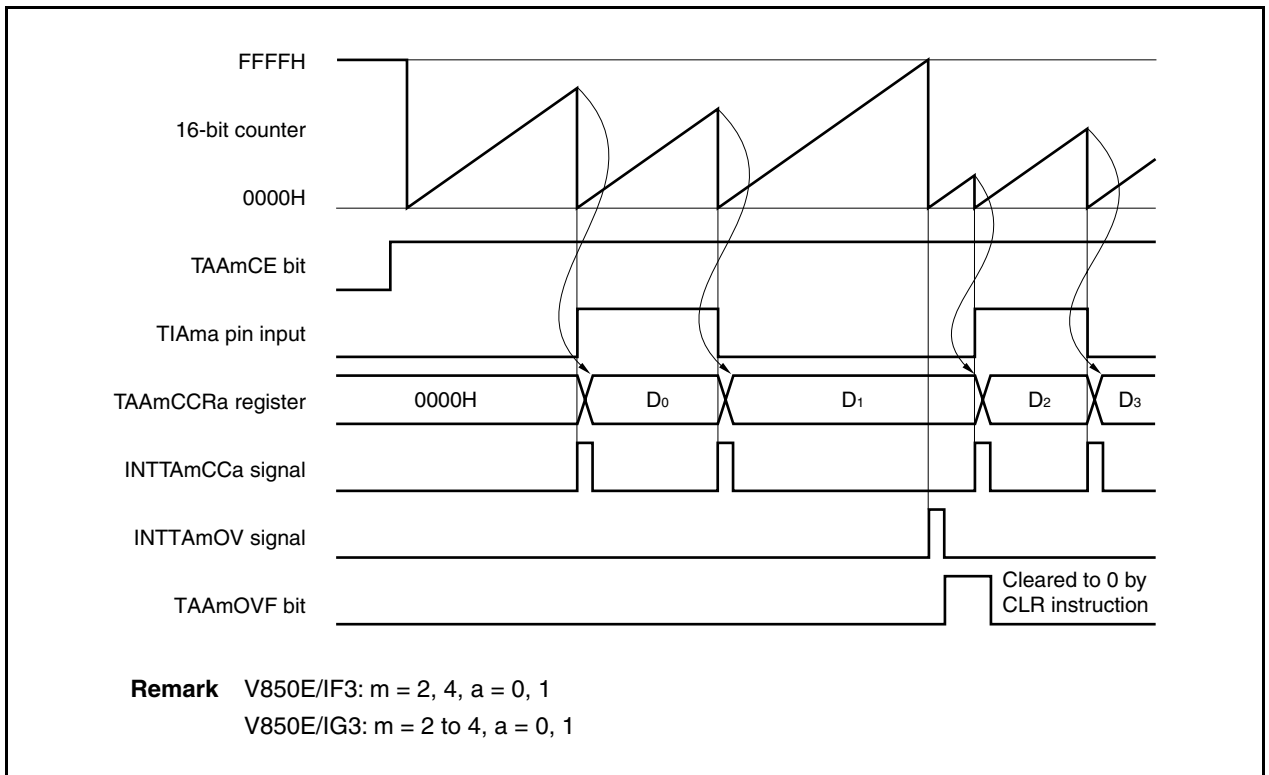 FFFFH
16-bit counter
0000H
TAAmCE bit
TIAma pin input
TAAmCCRa register
0000H
D0
D1
D2
D3
INTTAmCCa signal
INTTAmOV signal
TAAmOVF bit
Cleared to 0 by
CLR instruction
Remark V850E/IF3: m = 2, 4, a = 0, 1
V850E/IG3: m = 2 to 4, a = 0, 1